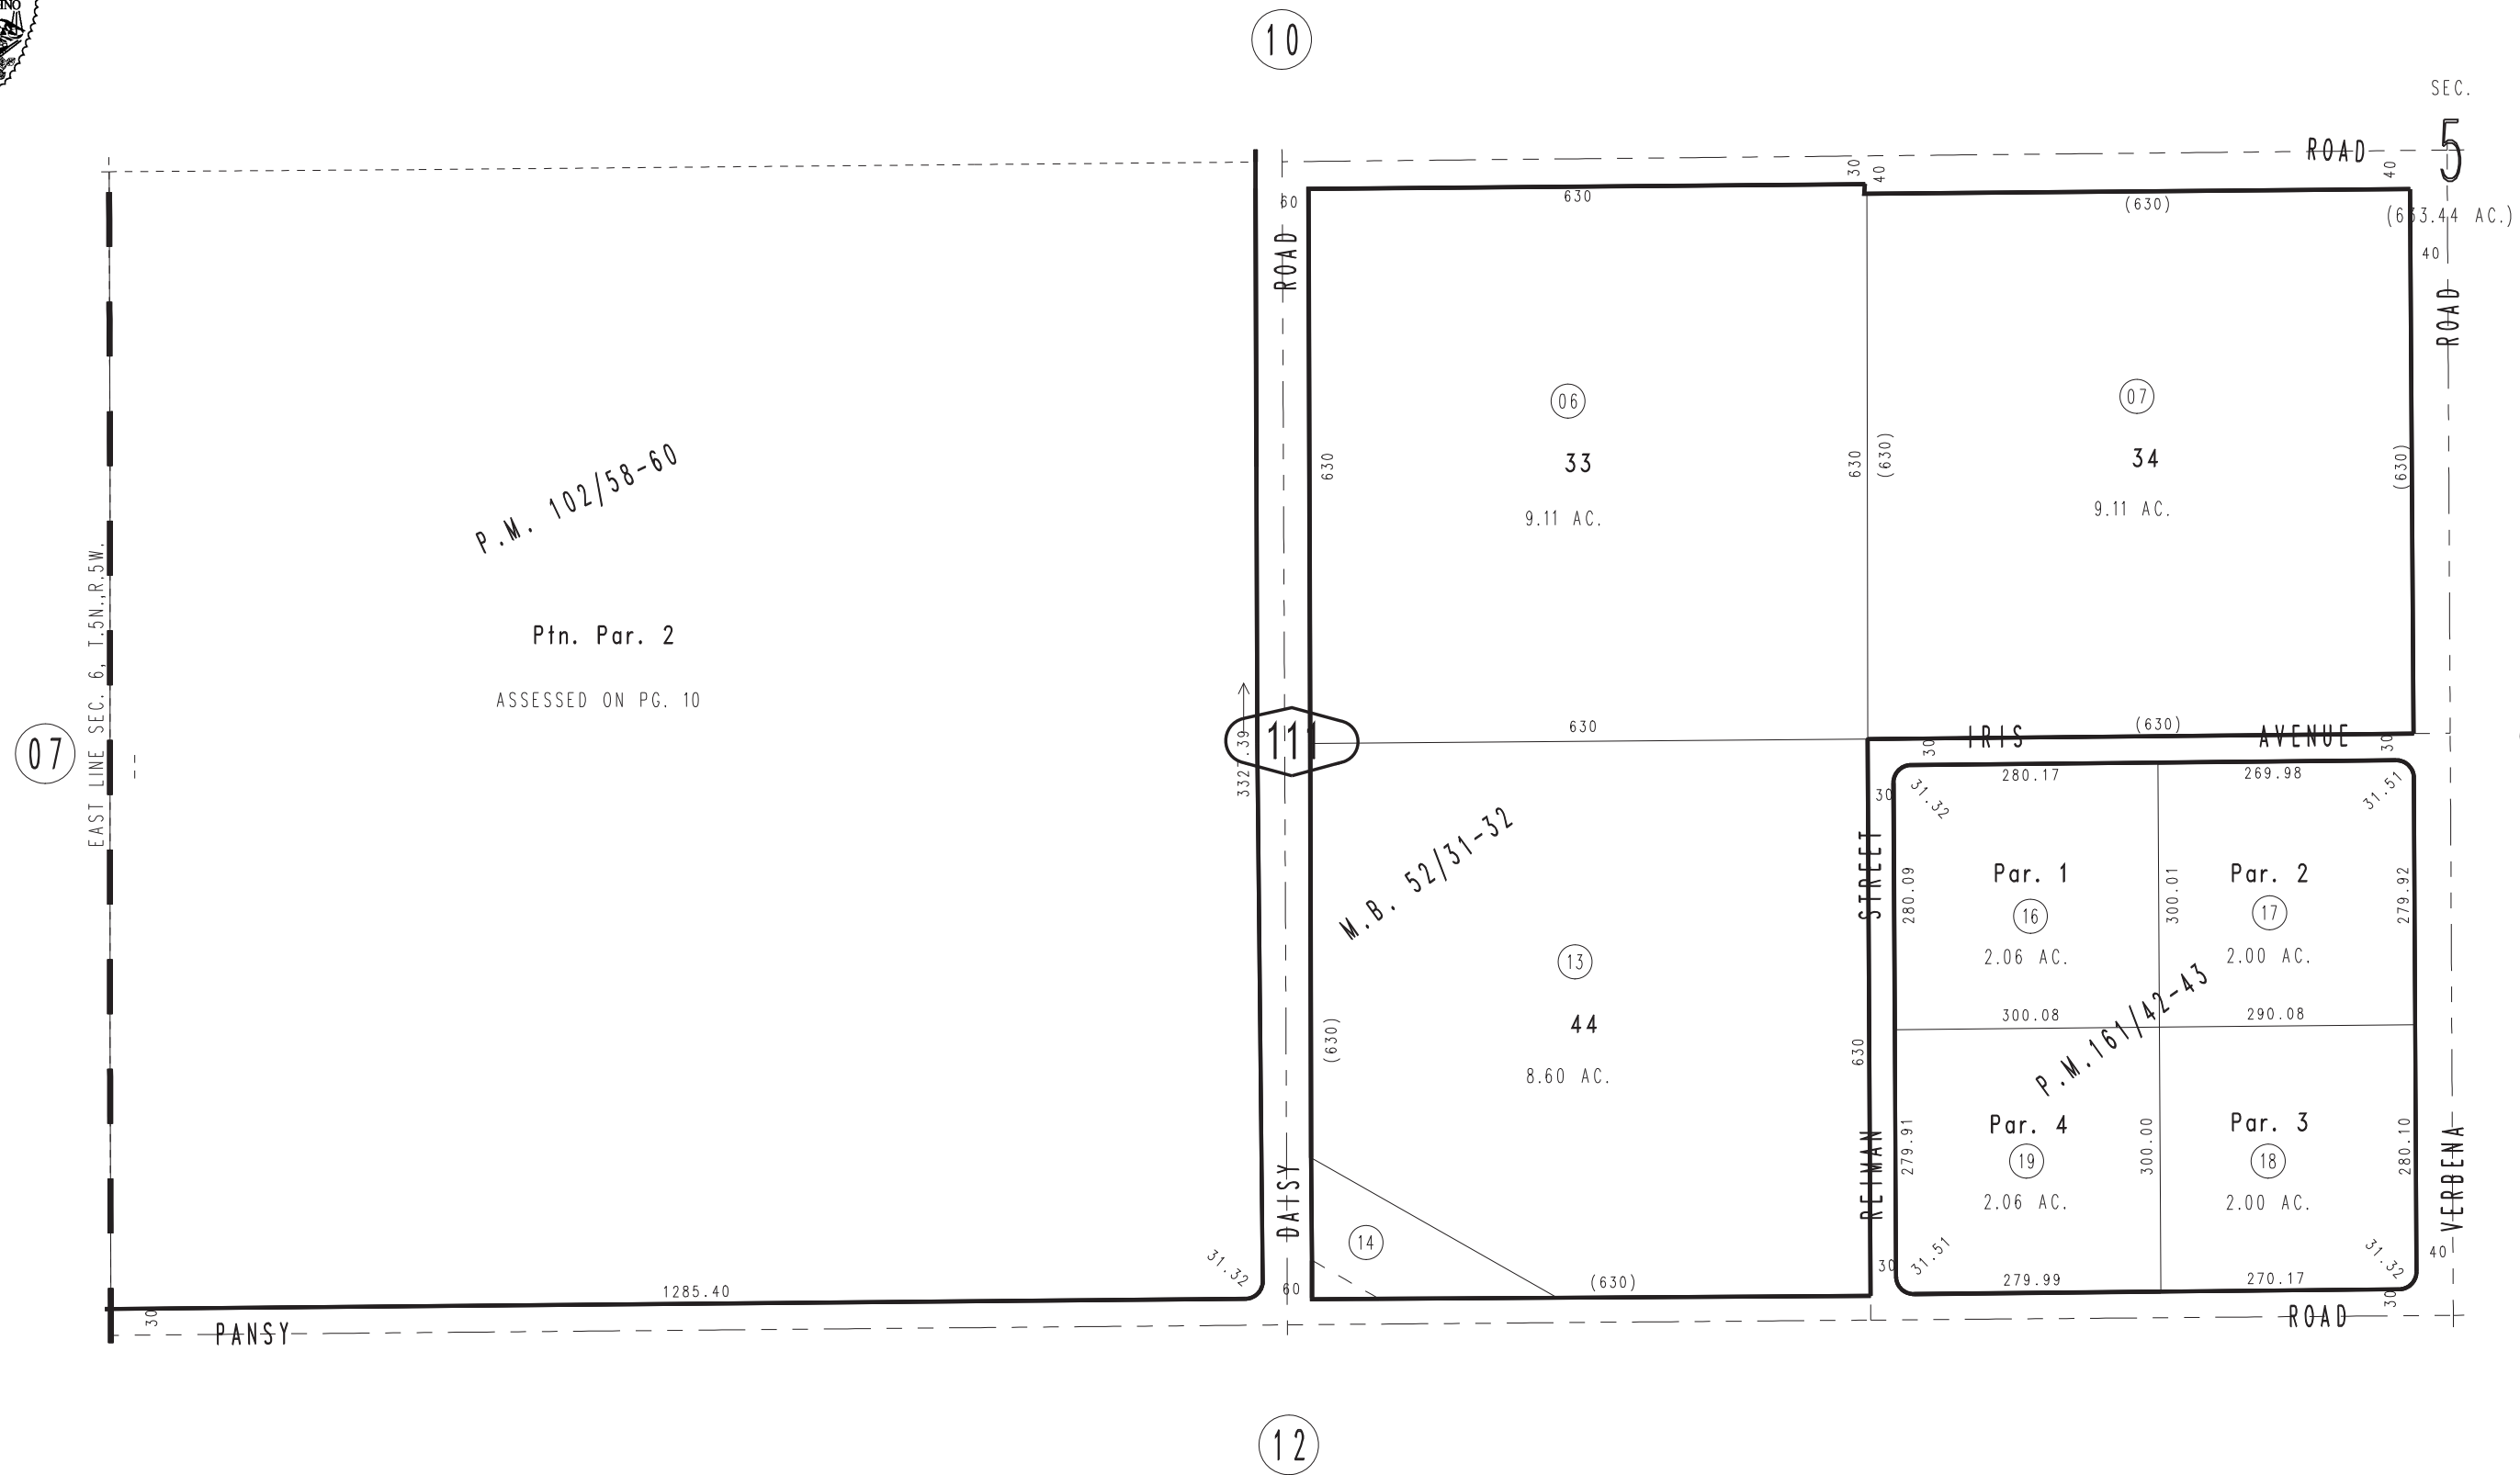 10
SEC.
5
(633.44 AC.)
ROAD
30
40
40
60
630
(630)
40
ROAD
ROAD
06
33
9.11 AC.
07
34
9.11 AC.
630
630
(630)
(630)
P.M. 102/58-60
Ptn. Par. 2
ASSESSED ON PG. 10
EAST LINE SEC. 6, T.5N.,R.5W.
07
3327.39
111
630
(630)
IRIS AVENUE
30
30
280.17
269.98
31.32
31.51
30
STREET
280.09
Par. 1
16
2.06 AC.
300.01
Par. 2
17
2.00 AC.
279.92
M.B. 52/31-32
13
44
8.60 AC.
(630)
630
300.08
290.08
P.M.161/42-43
REIMAN
279.91
Par. 4
19
2.06 AC.
300.00
Par. 3
18
2.00 AC.
280.10
VERBENA
DAISY
14
31.32
60
(630)
30
31.51
279.99
270.17
31.32
40
30
1285.40
30
PANSY
ROAD
12